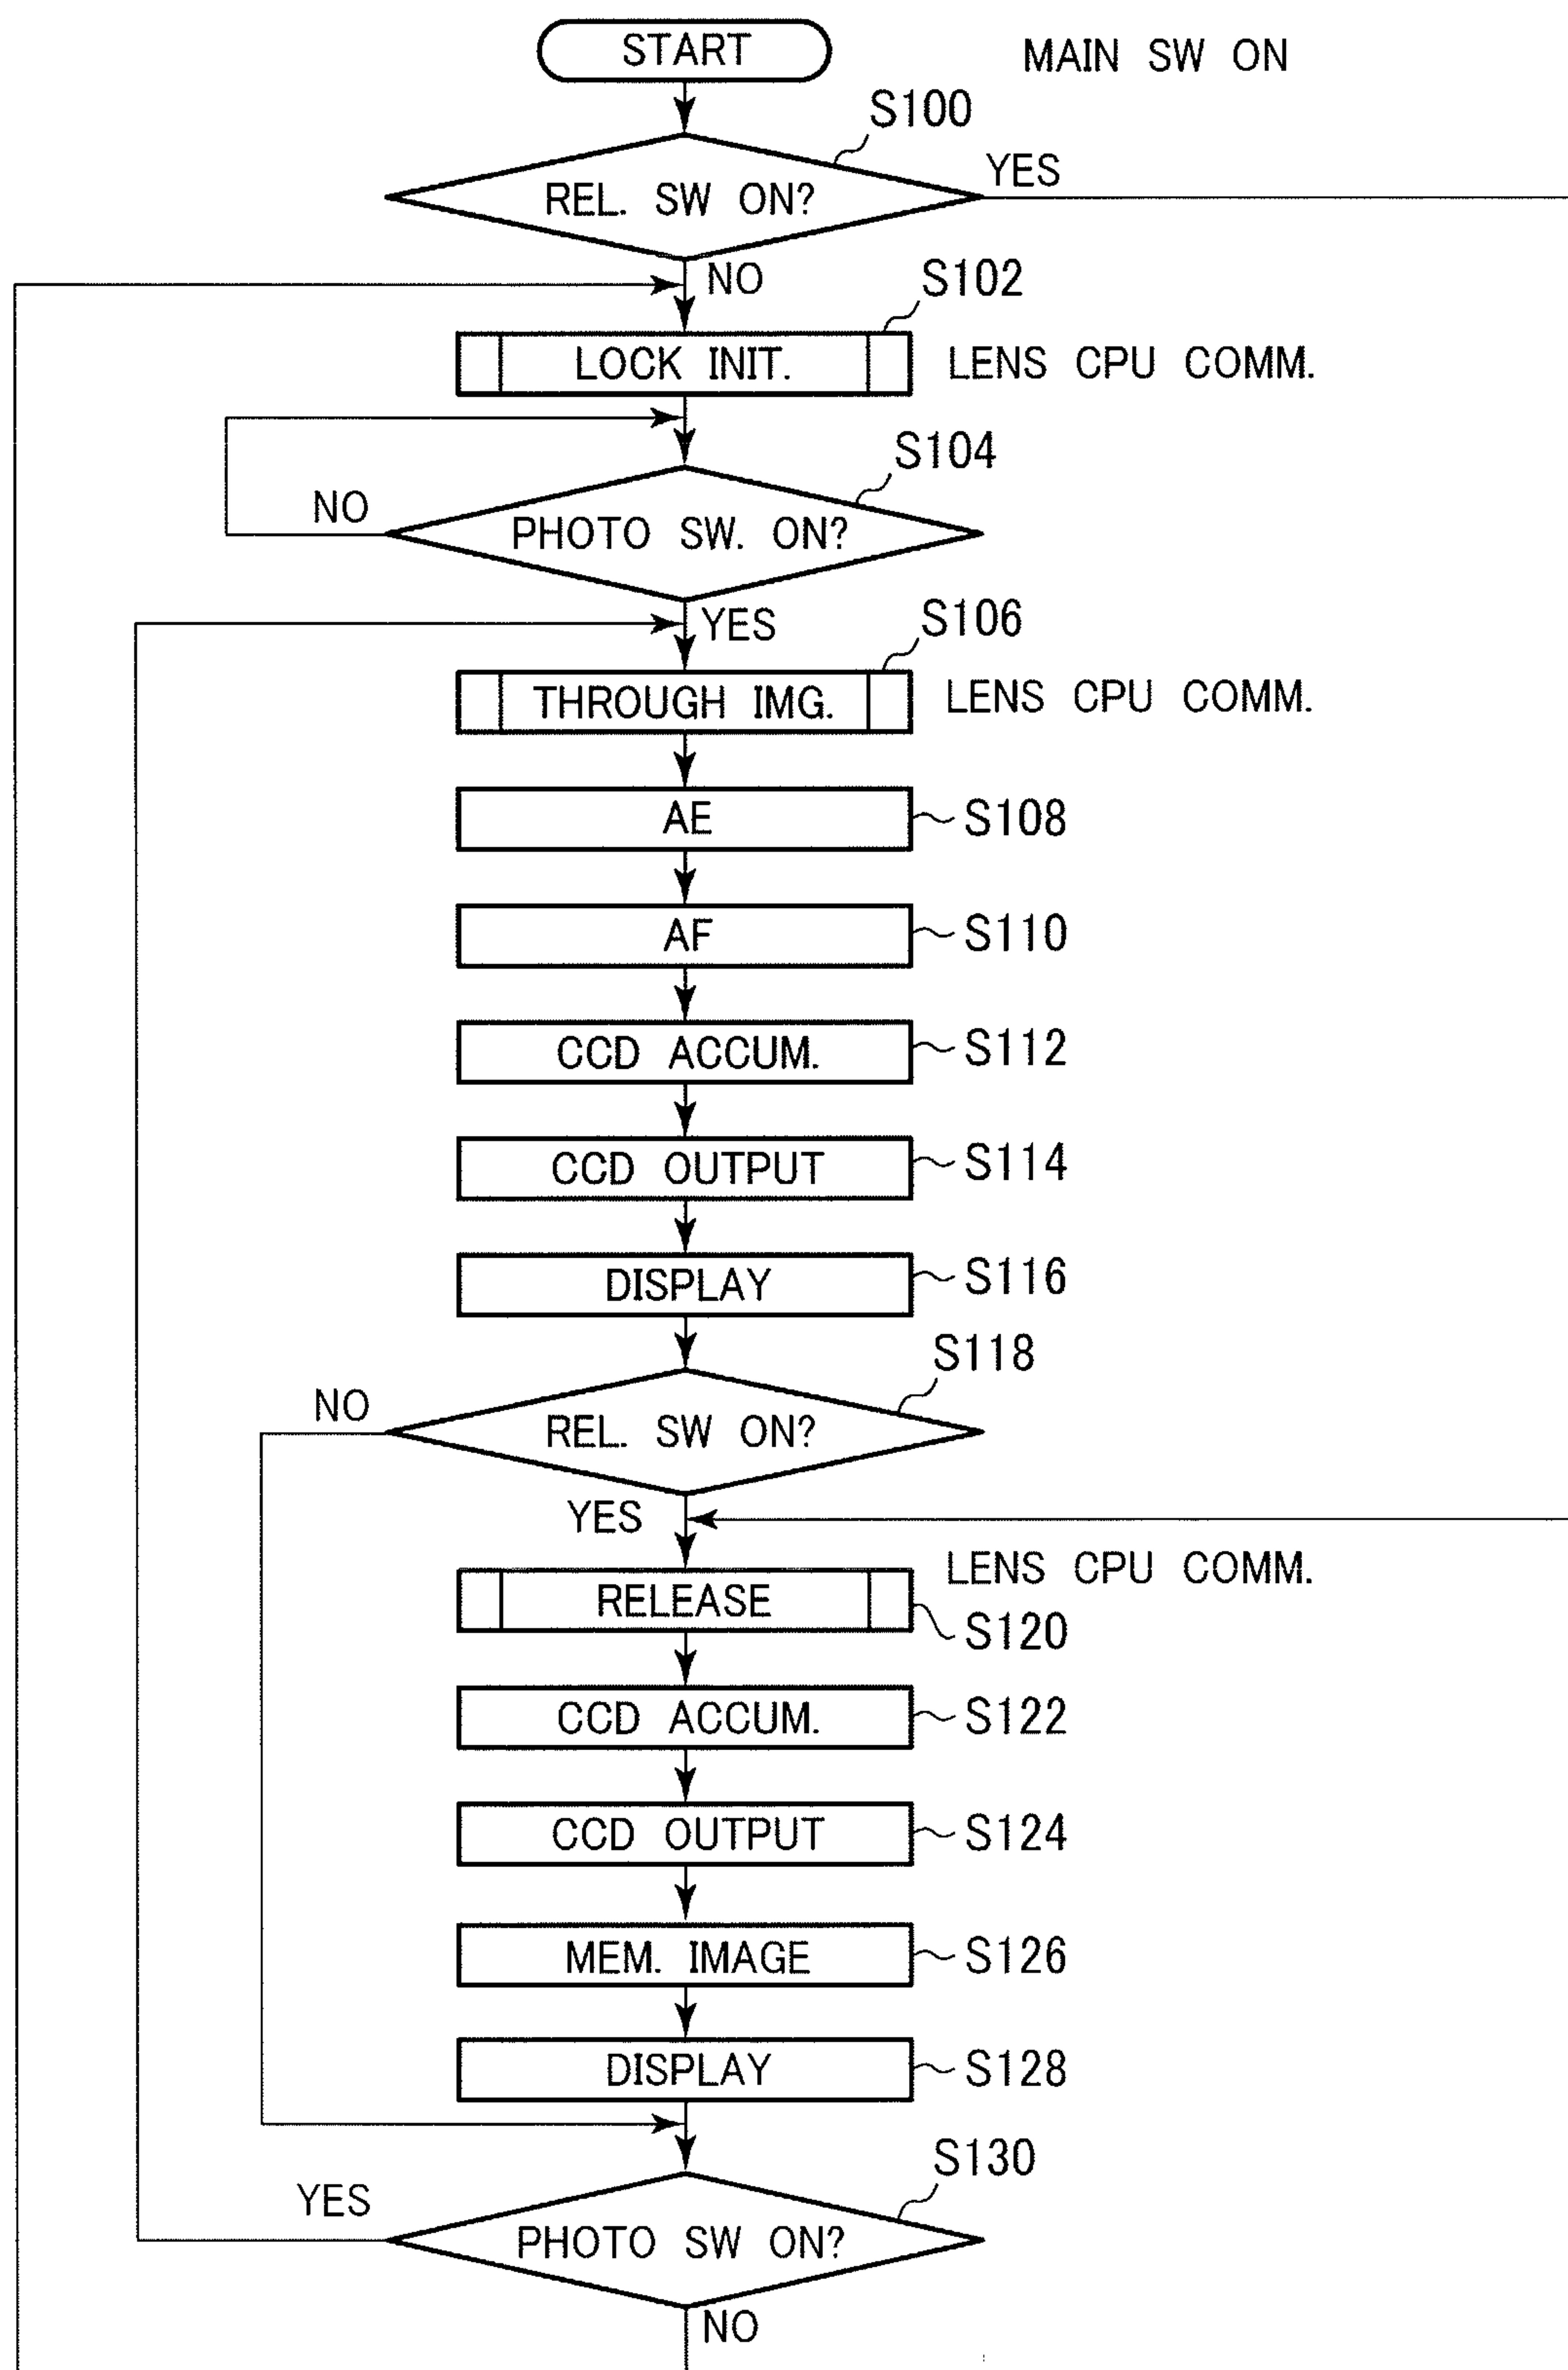 START
MAIN SW ON
S100
REL. SW ON?
YES
NO
S102
LOCK INIT.
LENS CPU COMM.
S104
NO
PHOTO SW. ON?
YES
S106
THROUGH IMG.
LENS CPU COMM.
AE
S108
AF
S110
CCD ACCUM.
S112
CCD OUTPUT
S114
DISPLAY
S116
S118
NO
REL. SW ON?
YES
LENS CPU COMM.
RELEASE
S120
CCD ACCUM.
S122
CCD OUTPUT
S124
MEM. IMAGE
S126
DISPLAY
S128
S130
YES
PHOTO SW ON?
NO